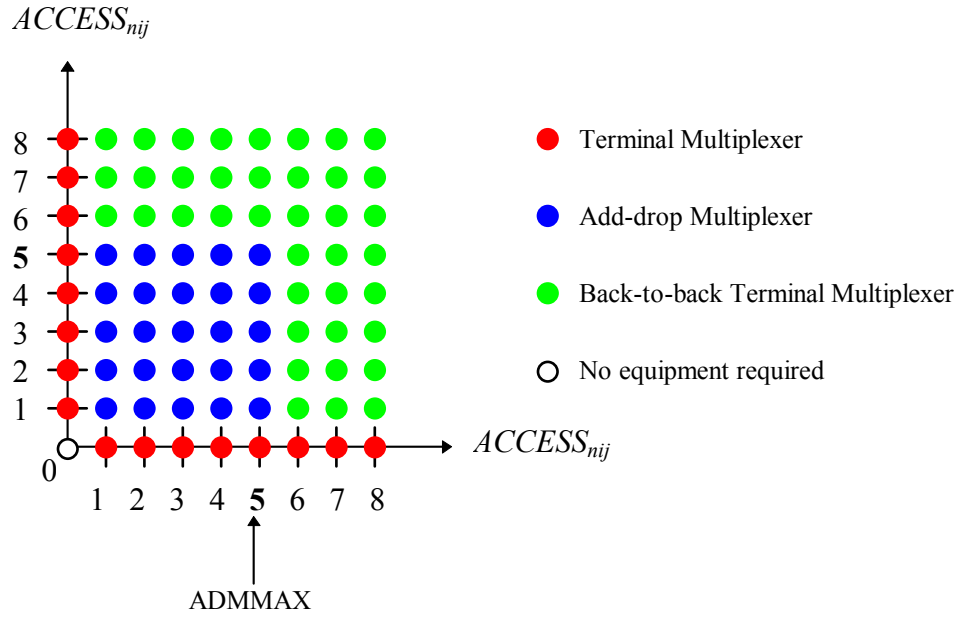 ACCESSnij
8
7
6
5
4
3
2
1
0
1 2 3 4 5 6 7 8
ACCESSnij
ADMMAX
Terminal Multiplexer
Add-drop Multiplexer
Back-to-back Terminal Multiplexer
No equipment required